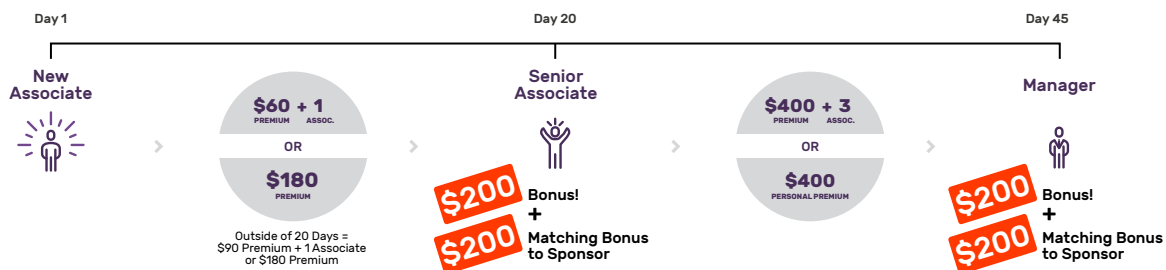 Day 1
Day 20
Day 45
New
Associate
$60 + 1
PREMIUM ASSOC.
OR
$180
PREMIUM
Outside of 20 Days =
$90 Premium + 1 Associate
or $180 Premium
Senior
Associate
$200 Bonus!
+
$200 Matching Bonus
to Sponsor
$400 + 3
PREMIUM ASSOC.
OR
$400
PERSONAL PREMIUM
Manager
$200 Bonus!
+
$200 Matching Bonus
to Sponsor